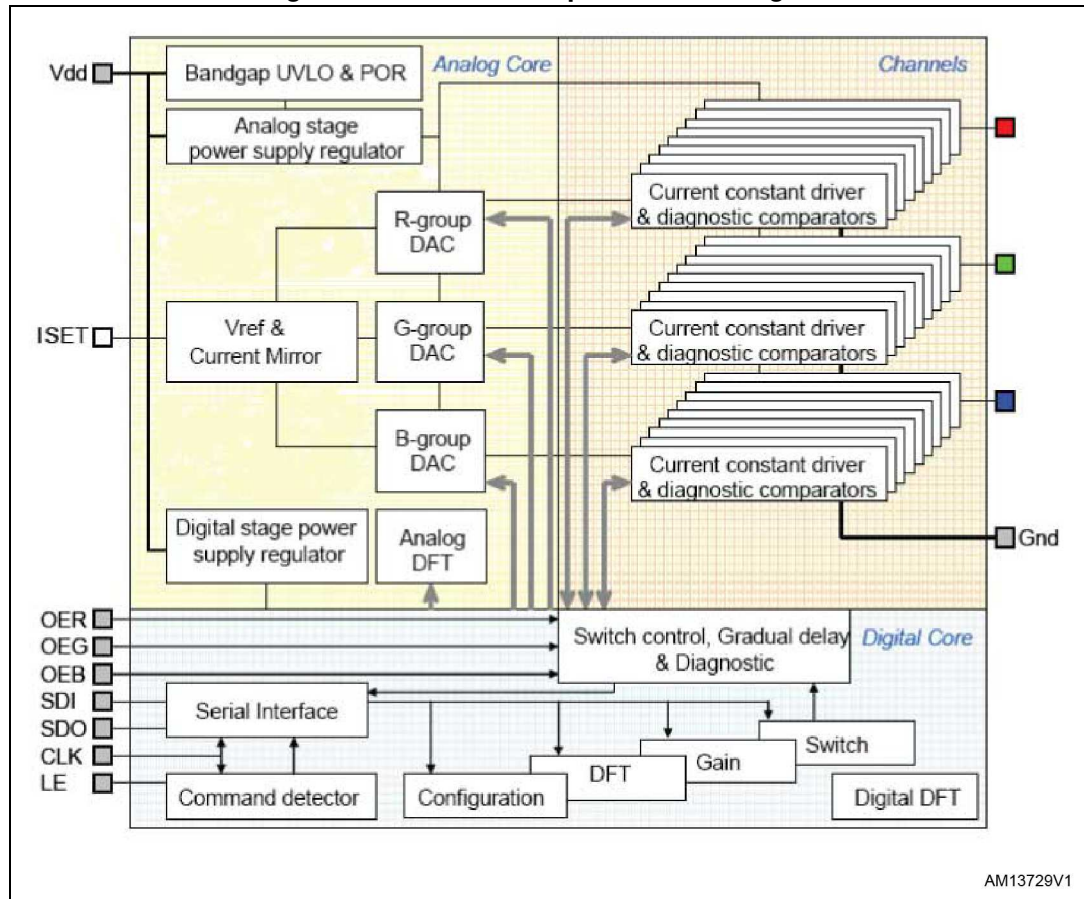 Vdd
Bandgap UVLO & POR
Analog Core
Channels
Analog stage
power supply regulator
R-group
DAC
Current constant driver
& diagnostic comparators
ISET
Vref &
Current Mirror
G-group
DAC
Current constant driver
& diagnostic comparators
B-group
DAC
Current constant driver
& diagnostic comparators
Digital stage power
supply regulator
Analog
DFT
Gnd
OER
OEG
OEB
SDI
SDO
CLK
LE
Switch control, Gradual delay
& Diagnostic
Digital Core
Serial Interface
Command detector
Configuration
DFT
Gain
Switch
Digital DFT
AM13729V1